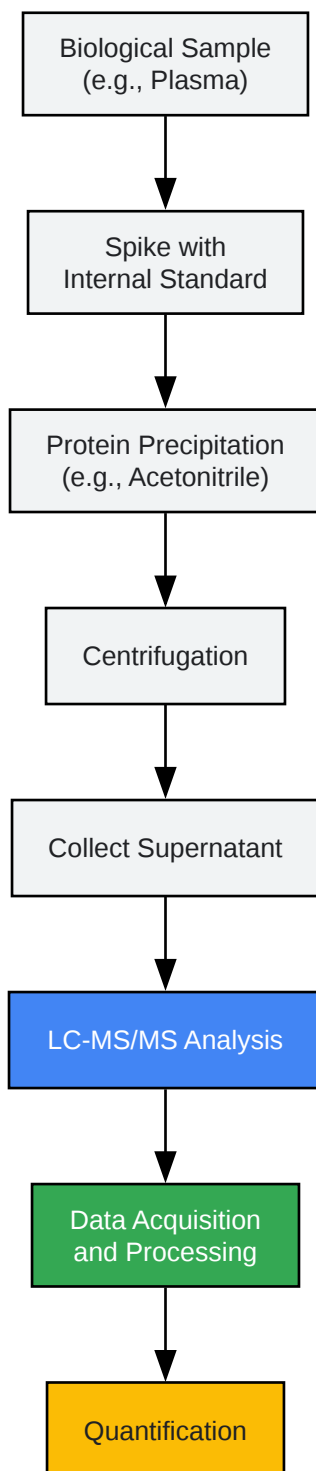 Biological Sample
(e.g., Plasma)
Spike with
Internal Standard
Protein Precipitation
(e.g., Acetonitrile)
Centrifugation
Collect Supernatant
LC-MS/MS Analysis
Data Acquisition
and Processing
Quantification